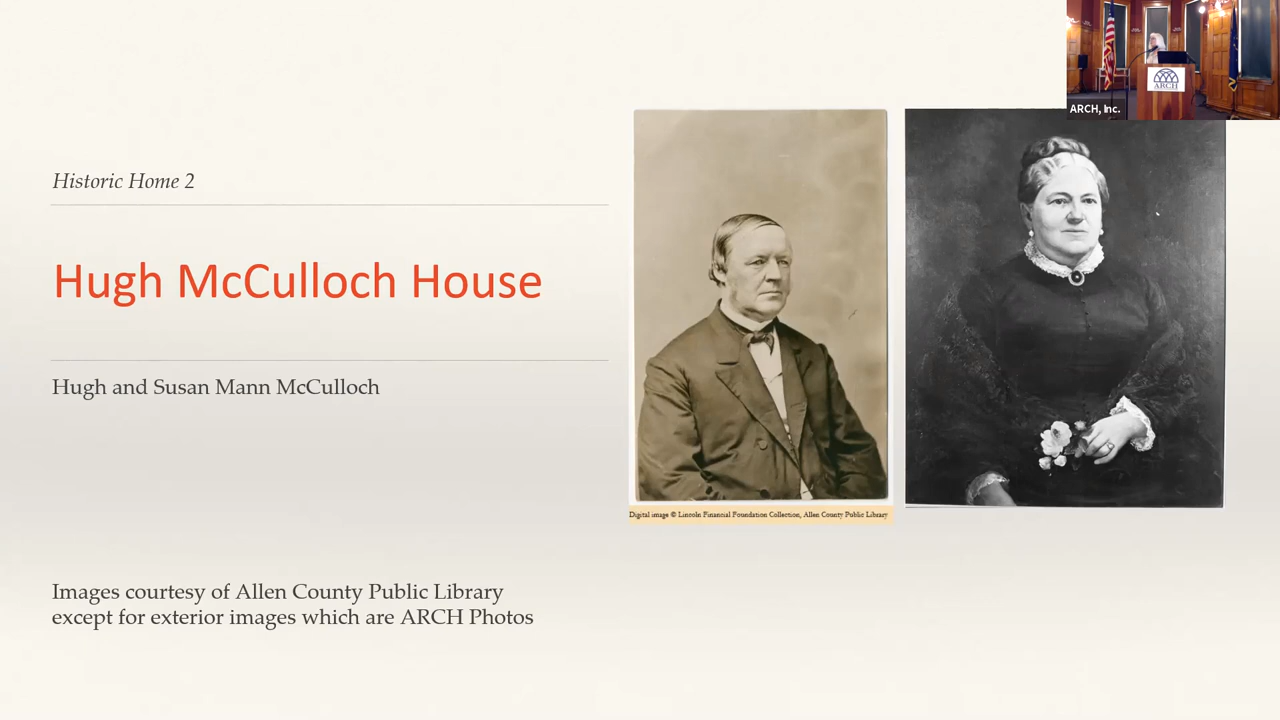 ARCH
ARCH, Inc.
Historic Home 2
Hugh McCulloch House
Hugh and Susan Mann McCulloch
Digital image © Lincoln Financial Foundation Collection, Allen County Public Library
Images courtesy of Allen County Public Library
except for exterior images which are ARCH Photos